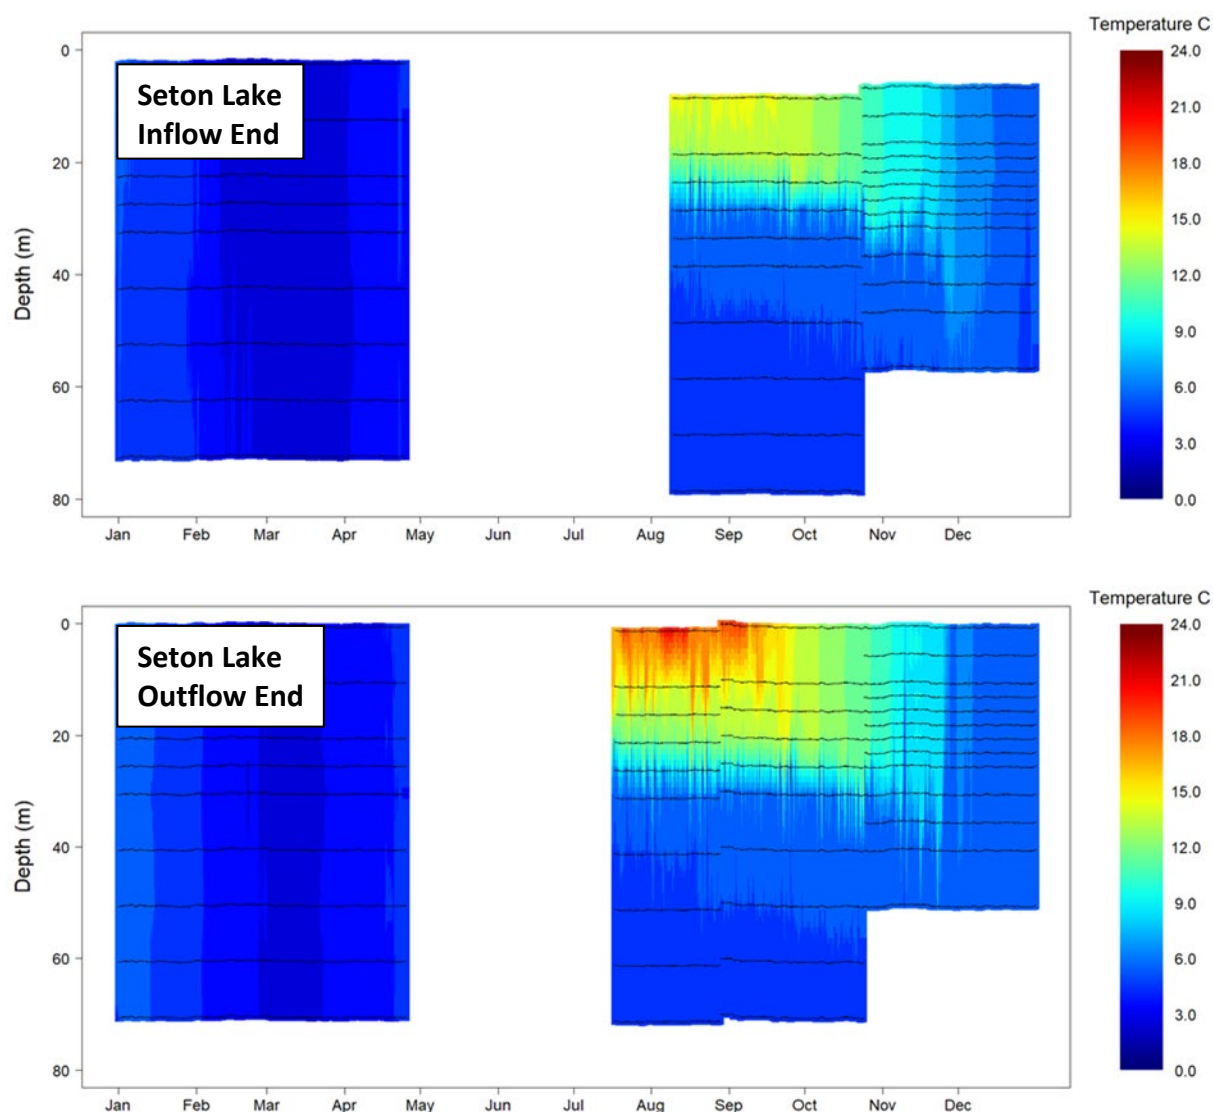 Temperature C
Seton Lake
Inflow End
Depth (m)
0
20
40
60
80
Jan Feb Mar Apr May Jun Jul Aug Sep Oct Nov Dec
24.0
21.0
18.0
15.0
12.0
9.0
6.0
3.0
0.0
Temperature C
Seton Lake
Outflow End
Depth (m)
0
20
40
60
80
Jan Feb Mar Apr May Jun Jul Aug Sep Oct Nov Dec
24.0
21.0
18.0
15.0
12.0
9.0
6.0
3.0
0.0